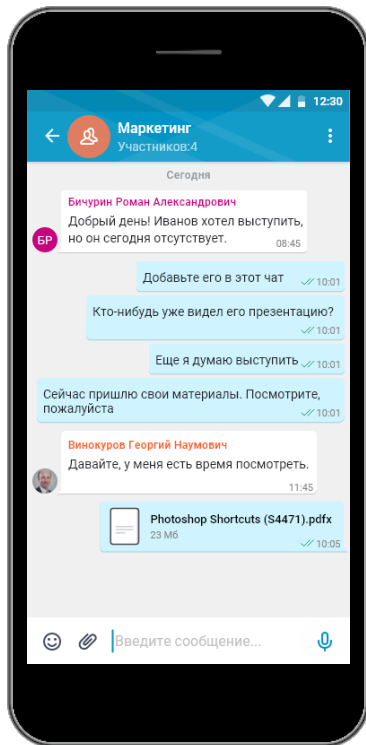 12:30
Маркетинг
Участников:4
Сегодня
Бичурин Роман Александрович
Добрый день! Иванов хотел выступить,
но он сегодня отсутствует.
08:45
БР
Добавьте его в этот чат
10:01
Кто-нибудь уже видел его презентацию?
10:01
Еще я думаю выступить
10:01
Сейчас пришлю свои материалы. Посмотрите,
пожалуйста
10:01
Винокуров Георгий Наумович
Давайте, у меня есть время посмотреть.
11:45
Photoshop Shortcuts (S4471).pdfx
23 Мб
10:05
Введите сообщение...